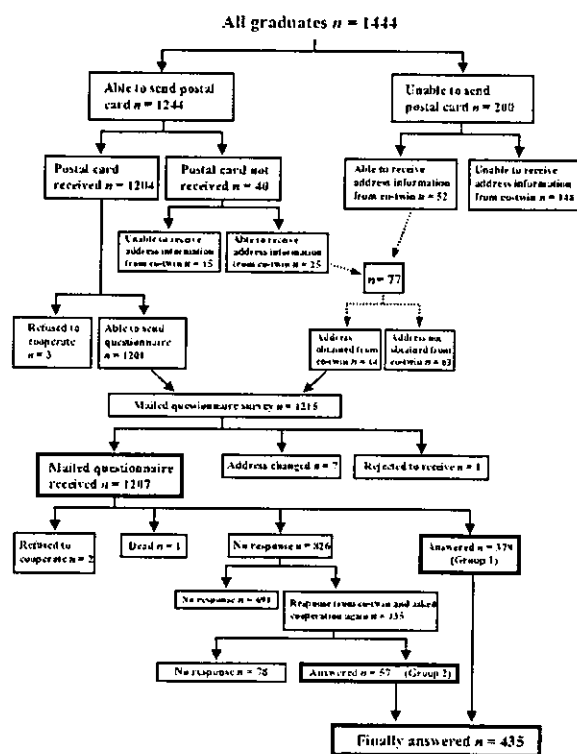 All graduates n = 1444
Able to send postal
card n = 1244
Unable to send
postal card n = 200
Postal card
received n = 1204
Postal card not
received n = 40
Able to receive
address information
from co-twin n = 52
Unable to receive
address information
from co-twin n = 148
Unable to receive
address information
from co-twin n = 15
Able to receive
address information
from co-twin n = 25
n = 77
Refused to
cooperate
n = 3
Able to send
questionnaire
n = 1201
Address
obtained from
co-twin n = 14
Address not
obtained from
co-twin n = 63
Mailed questionnaire survey n = 1215
Mailed questionnaire
received n = 1207
Address changed n = 7
Rejected to receive n = 1
Refused to
cooperate n = 2
Dead n = 1
No response n = 826
Answered n = 378
(Group 1)
No response n = 691
Response from co-twin and asked
cooperation again n = 135
No response n = 78
Answered n = 57 (Group 2)
Finally answered n = 435